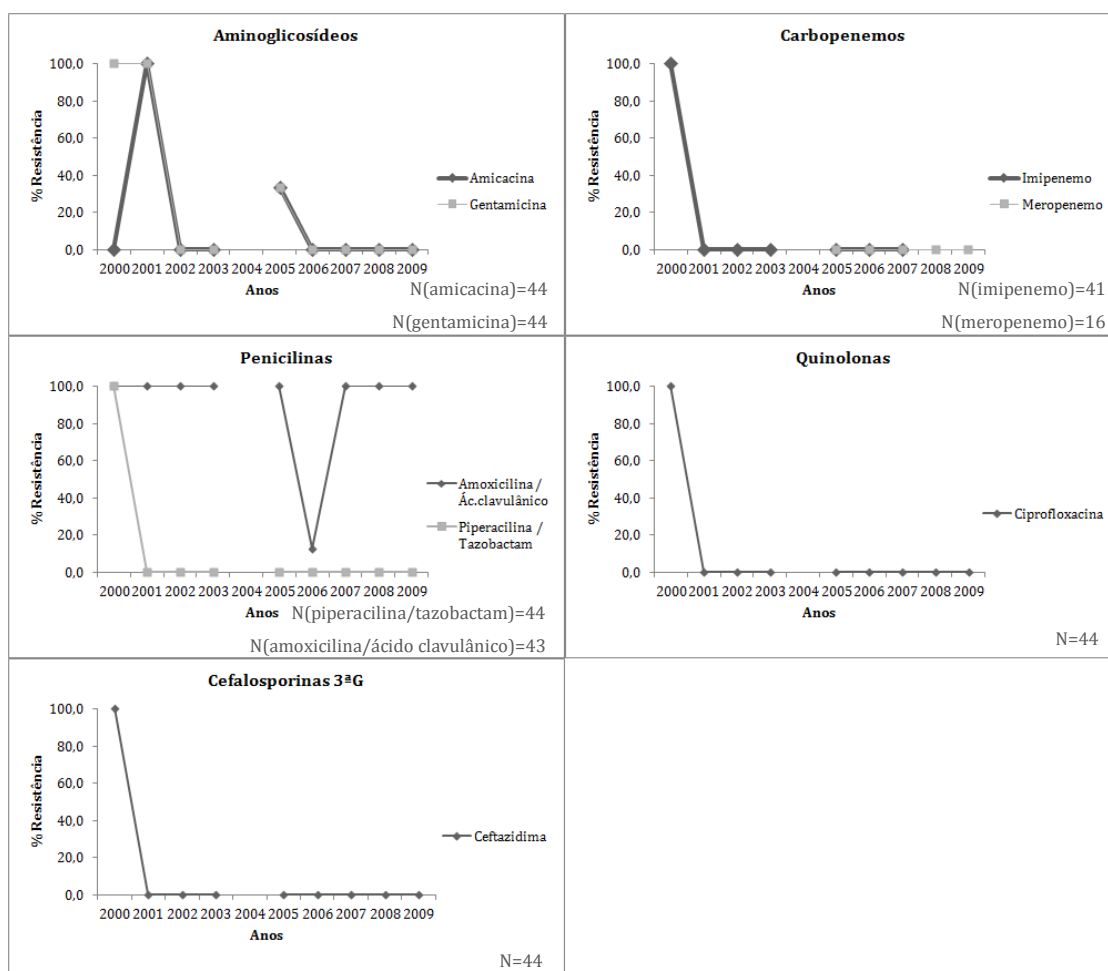 Aminoglicosídeos
% Resistência
100,0
80,0
60,0
40,0
20,0
0,0
Amicacina
Gentamicina
2000 2001 2002 2003 2004 2005 2006 2007 2008 2009
Anos
N(amicacina)=44
N(gentamicina)=44
Carbopenemos
% Resistência
100,0
80,0
60,0
40,0
20,0
0,0
Imipenemo
Meropenemo
2000 2001 2002 2003 2004 2005 2006 2007 2008 2009
Anos
N(imipenemo)=41
N(meropenemo)=16
Penicilinas
% Resistência
100,0
80,0
60,0
40,0
20,0
0,0
Amoxicilina /
Ác.clavulânico
Piperacilina /
Tazobactam
2000 2001 2002 2003 2004 2005 2006 2007 2008 2009
Anos
N(piperacilina/tazobactam)=44
N(amoxicilina/ácido clavulânico)=43
Quinolonas
% Resistência
100,0
80,0
60,0
40,0
20,0
0,0
Ciprofloxacina
2000 2001 2002 2003 2004 2005 2006 2007 2008 2009
Anos
N=44
Cefalosporinas 3ªG
% Resistência
100,0
80,0
60,0
40,0
20,0
0,0
Ceftazidima
2000 2001 2002 2003 2004 2005 2006 2007 2008 2009
Anos
N=44